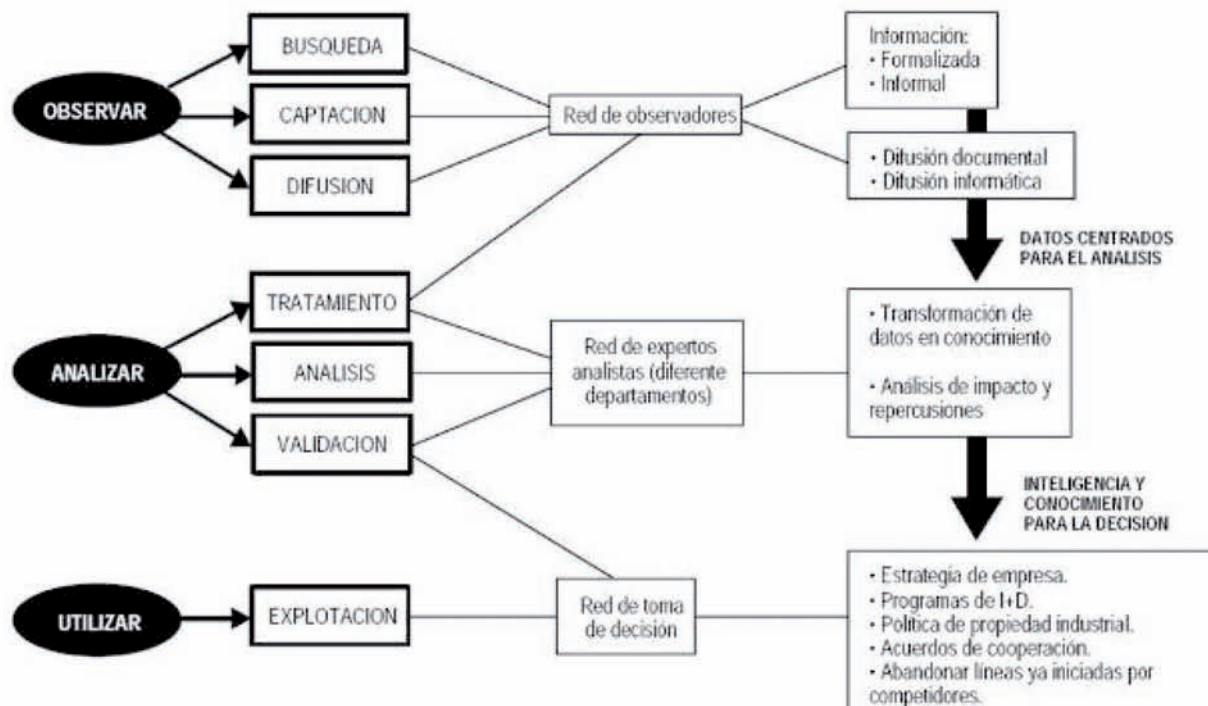 OBSERVAR
BUSQUEDA
CAPTACION
DIFUSION
Red de observadores
Información:
• Formalizada
• Informal
• Difusión documental
• Difusión informática
DATOS CENTRADOS
PARA EL ANALISIS
ANALIZAR
TRATAMIENTO
ANALISIS
VALIDACION
Red de expertos
analistas (diferente
departamentos)
• Transformación de
datos en conocimiento
• Análisis de impacto y
repercusiones
INTELIGENCIA Y
CONOCIMIENTO
PARA LA DECISION
UTILIZAR
EXPLOTACION
Red de toma
de decisión
• Estrategia de empresa.
• Programas de I+D.
• Política de propiedad industrial.
• Acuerdos de cooperación.
• Abandonar líneas ya iniciadas por
competidores.